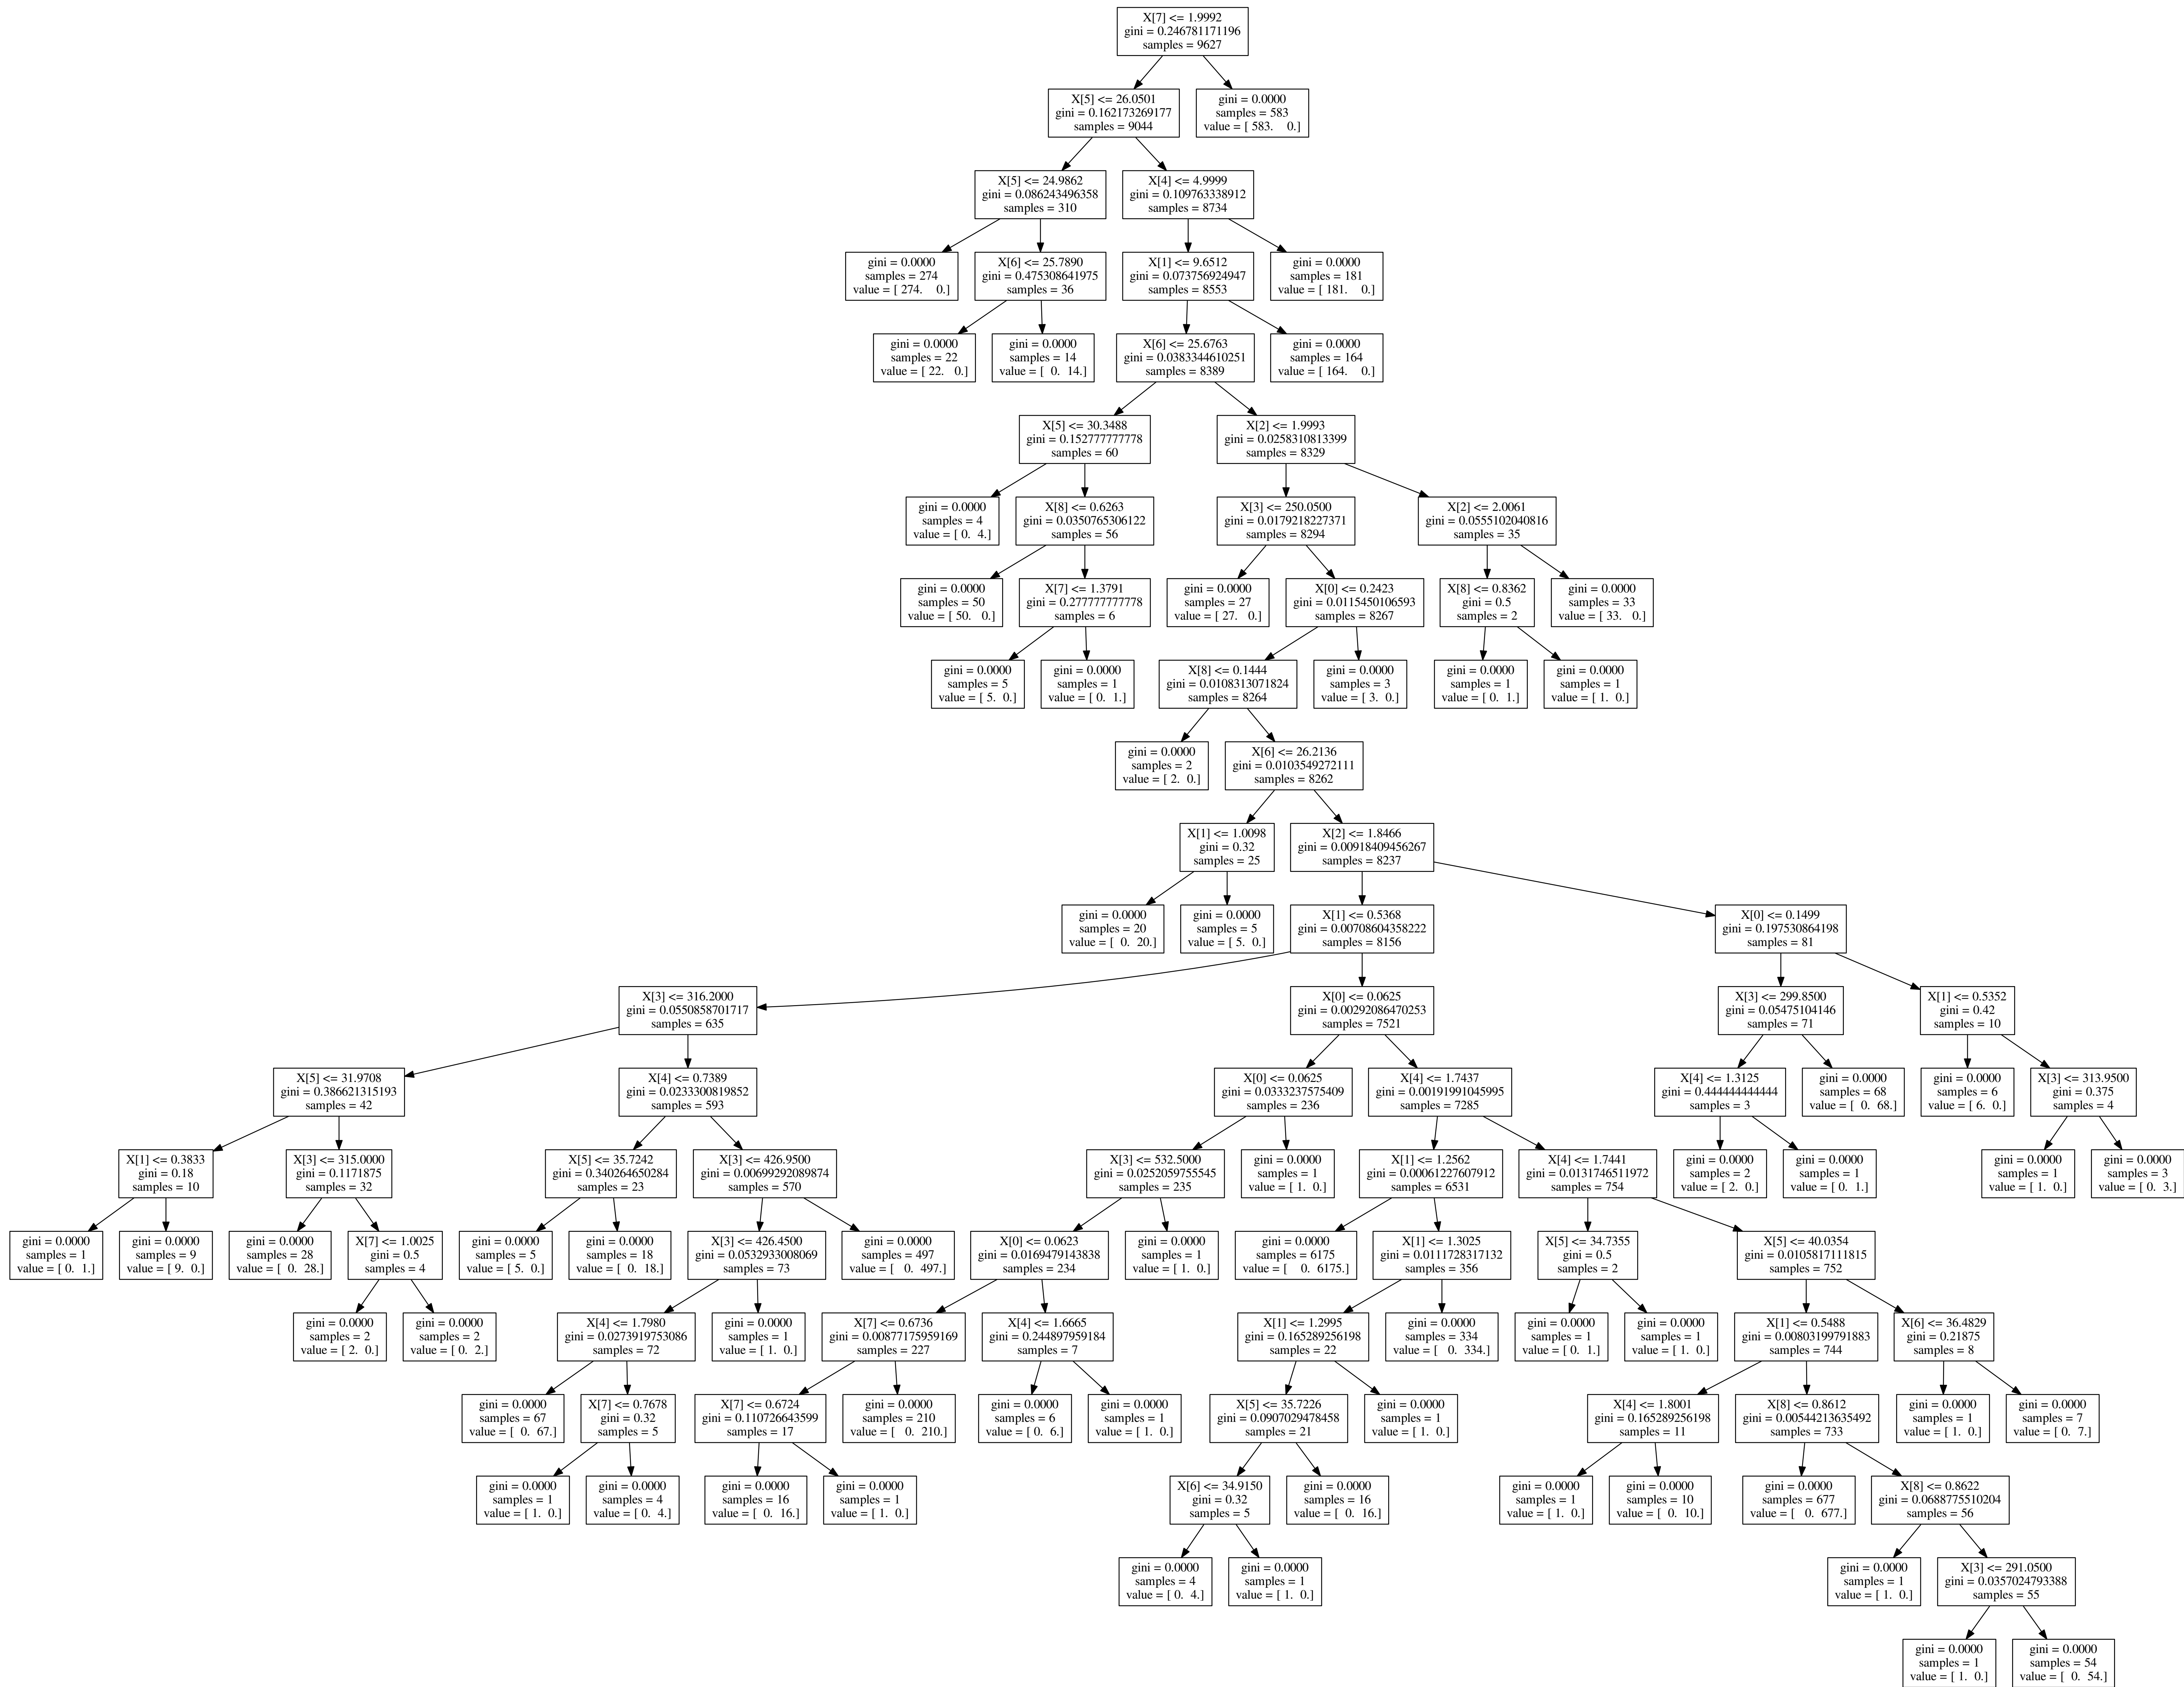 X[7] <= 1.9992
gini = 0.246781171196
samples = 9627
X[5] <= 26.0501
gini = 0.162173269177
samples = 9044
gini = 0.0000
samples = 583
value = [ 583. 0.]
X[5] <= 24.9862
gini = 0.086243496358
samples = 310
X[4] <= 4.9999
gini = 0.109763338912
samples = 8734
gini = 0.0000
samples = 274
value = [ 274. 0.]
X[6] <= 25.7890
gini = 0.475308641975
samples = 36
X[1] <= 9.6512
gini = 0.073756924947
samples = 8553
gini = 0.0000
samples = 181
value = [ 181. 0.]
gini = 0.0000
samples = 22
value = [ 22. 0.]
gini = 0.0000
samples = 14
value = [ 0. 14.]
X[6] <= 25.6763
gini = 0.0383344610251
samples = 8389
gini = 0.0000
samples = 164
value = [ 164. 0.]
X[5] <= 30.3488
gini = 0.152777777778
samples = 60
X[2] <= 1.9993
gini = 0.0258310813399
samples = 8329
gini = 0.0000
samples = 4
value = [ 0. 4.]
X[8] <= 0.6263
gini = 0.0350765306122
samples = 56
X[3] <= 250.0500
gini = 0.0179218227371
samples = 8294
X[2] <= 2.0061
gini = 0.0555102040816
samples = 35
gini = 0.0000
samples = 50
value = [ 50. 0.]
X[7] <= 1.3791
gini = 0.277777777778
samples = 6
gini = 0.0000
samples = 27
value = [ 27. 0.]
X[0] <= 0.2423
gini = 0.0115450106593
samples = 8267
X[8] <= 0.8362
gini = 0.5
samples = 2
gini = 0.0000
samples = 33
value = [ 33. 0.]
gini = 0.0000
samples = 5
value = [ 5. 0.]
gini = 0.0000
samples = 1
value = [ 0. 1.]
X[8] <= 0.1444
gini = 0.0108313071824
samples = 8264
gini = 0.0000
samples = 3
value = [ 3. 0.]
gini = 0.0000
samples = 1
value = [ 0. 1.]
gini = 0.0000
samples = 1
value = [ 1. 0.]
gini = 0.0000
samples = 2
value = [ 2. 0.]
X[6] <= 26.2136
gini = 0.0103549272111
samples = 8262
X[1] <= 1.0098
gini = 0.32
samples = 25
X[2] <= 1.8466
gini = 0.00918409456267
samples = 8237
gini = 0.0000
samples = 20
value = [ 0. 20.]
gini = 0.0000
samples = 5
value = [ 5. 0.]
X[1] <= 0.5368
gini = 0.00708604358222
samples = 8156
X[0] <= 0.1499
gini = 0.197530864198
samples = 81
X[3] <= 316.2000
gini = 0.0550858701717
samples = 635
X[0] <= 0.0625
gini = 0.00292086470253
samples = 7521
X[3] <= 299.8500
gini = 0.05475104146
samples = 71
X[1] <= 0.5352
gini = 0.42
samples = 10
X[5] <= 31.9708
gini = 0.386621315193
samples = 42
X[4] <= 0.7389
gini = 0.0233300819852
samples = 593
X[0] <= 0.0625
gini = 0.0333237575409
samples = 236
X[4] <= 1.7437
gini = 0.00191991045995
samples = 7285
X[4] <= 1.3125
gini = 0.444444444444
samples = 3
gini = 0.0000
samples = 68
value = [ 0. 68.]
gini = 0.0000
samples = 6
value = [ 6. 0.]
X[3] <= 313.9500
gini = 0.375
samples = 4
X[1] <= 0.3833
gini = 0.18
samples = 10
X[3] <= 315.0000
gini = 0.1171875
samples = 32
X[5] <= 35.7242
gini = 0.340264650284
samples = 23
X[3] <= 426.9500
gini = 0.00699292089874
samples = 570
X[3] <= 532.5000
gini = 0.0252059755545
samples = 235
gini = 0.0000
samples = 1
value = [ 1. 0.]
X[1] <= 1.2562
gini = 0.00061227607912
samples = 6531
X[4] <= 1.7441
gini = 0.0131746511972
samples = 754
gini = 0.0000
samples = 2
value = [ 2. 0.]
gini = 0.0000
samples = 1
value = [ 0. 1.]
gini = 0.0000
samples = 1
value = [ 1. 0.]
gini = 0.0000
samples = 3
value = [ 0. 3.]
gini = 0.0000
samples = 1
value = [ 0. 1.]
gini = 0.0000
samples = 9
value = [ 9. 0.]
gini = 0.0000
samples = 28
value = [ 0. 28.]
X[7] <= 1.0025
gini = 0.5
samples = 4
gini = 0.0000
samples = 5
value = [ 5. 0.]
gini = 0.0000
samples = 18
value = [ 0. 18.]
X[3] <= 426.4500
gini = 0.0532933008069
samples = 73
gini = 0.0000
samples = 497
value = [ 0. 497.]
X[0] <= 0.0623
gini = 0.0169479143838
samples = 234
gini = 0.0000
samples = 1
value = [ 1. 0.]
gini = 0.0000
samples = 6175
value = [ 0. 6175.]
X[1] <= 1.3025
gini = 0.0111728317132
samples = 356
X[5] <= 34.7355
gini = 0.5
samples = 2
X[5] <= 40.0354
gini = 0.0105817111815
samples = 752
gini = 0.0000
samples = 2
value = [ 2. 0.]
gini = 0.0000
samples = 2
value = [ 0. 2.]
X[4] <= 1.7980
gini = 0.0273919753086
samples = 72
gini = 0.0000
samples = 1
value = [ 1. 0.]
X[7] <= 0.6736
gini = 0.00877175959169
samples = 227
X[4] <= 1.6665
gini = 0.244897959184
samples = 7
X[1] <= 1.2995
gini = 0.165289256198
samples = 22
gini = 0.0000
samples = 334
value = [ 0. 334.]
gini = 0.0000
samples = 1
value = [ 0. 1.]
gini = 0.0000
samples = 1
value = [ 1. 0.]
X[1] <= 0.5488
gini = 0.00803199791883
samples = 744
X[6] <= 36.4829
gini = 0.21875
samples = 8
gini = 0.0000
samples = 67
value = [ 0. 67.]
X[7] <= 0.7678
gini = 0.32
samples = 5
X[7] <= 0.6724
gini = 0.110726643599
samples = 17
gini = 0.0000
samples = 210
value = [ 0. 210.]
gini = 0.0000
samples = 6
value = [ 0. 6.]
gini = 0.0000
samples = 1
value = [ 1. 0.]
X[5] <= 35.7226
gini = 0.0907029478458
samples = 21
gini = 0.0000
samples = 1
value = [ 1. 0.]
X[4] <= 1.8001
gini = 0.165289256198
samples = 11
X[8] <= 0.8612
gini = 0.00544213635492
samples = 733
gini = 0.0000
samples = 1
value = [ 1. 0.]
gini = 0.0000
samples = 7
value = [ 0. 7.]
gini = 0.0000
samples = 1
value = [ 1. 0.]
gini = 0.0000
samples = 4
value = [ 0. 4.]
gini = 0.0000
samples = 16
value = [ 0. 16.]
gini = 0.0000
samples = 1
value = [ 1. 0.]
X[6] <= 34.9150
gini = 0.32
samples = 5
gini = 0.0000
samples = 16
value = [ 0. 16.]
gini = 0.0000
samples = 1
value = [ 1. 0.]
gini = 0.0000
samples = 10
value = [ 0. 10.]
gini = 0.0000
samples = 677
value = [ 0. 677.]
X[8] <= 0.8622
gini = 0.0688775510204
samples = 56
gini = 0.0000
samples = 4
value = [ 0. 4.]
gini = 0.0000
samples = 1
value = [ 1. 0.]
gini = 0.0000
samples = 1
value = [ 1. 0.]
X[3] <= 291.0500
gini = 0.0357024793388
samples = 55
gini = 0.0000
samples = 1
value = [ 1. 0.]
gini = 0.0000
samples = 54
value = [ 0. 54.]